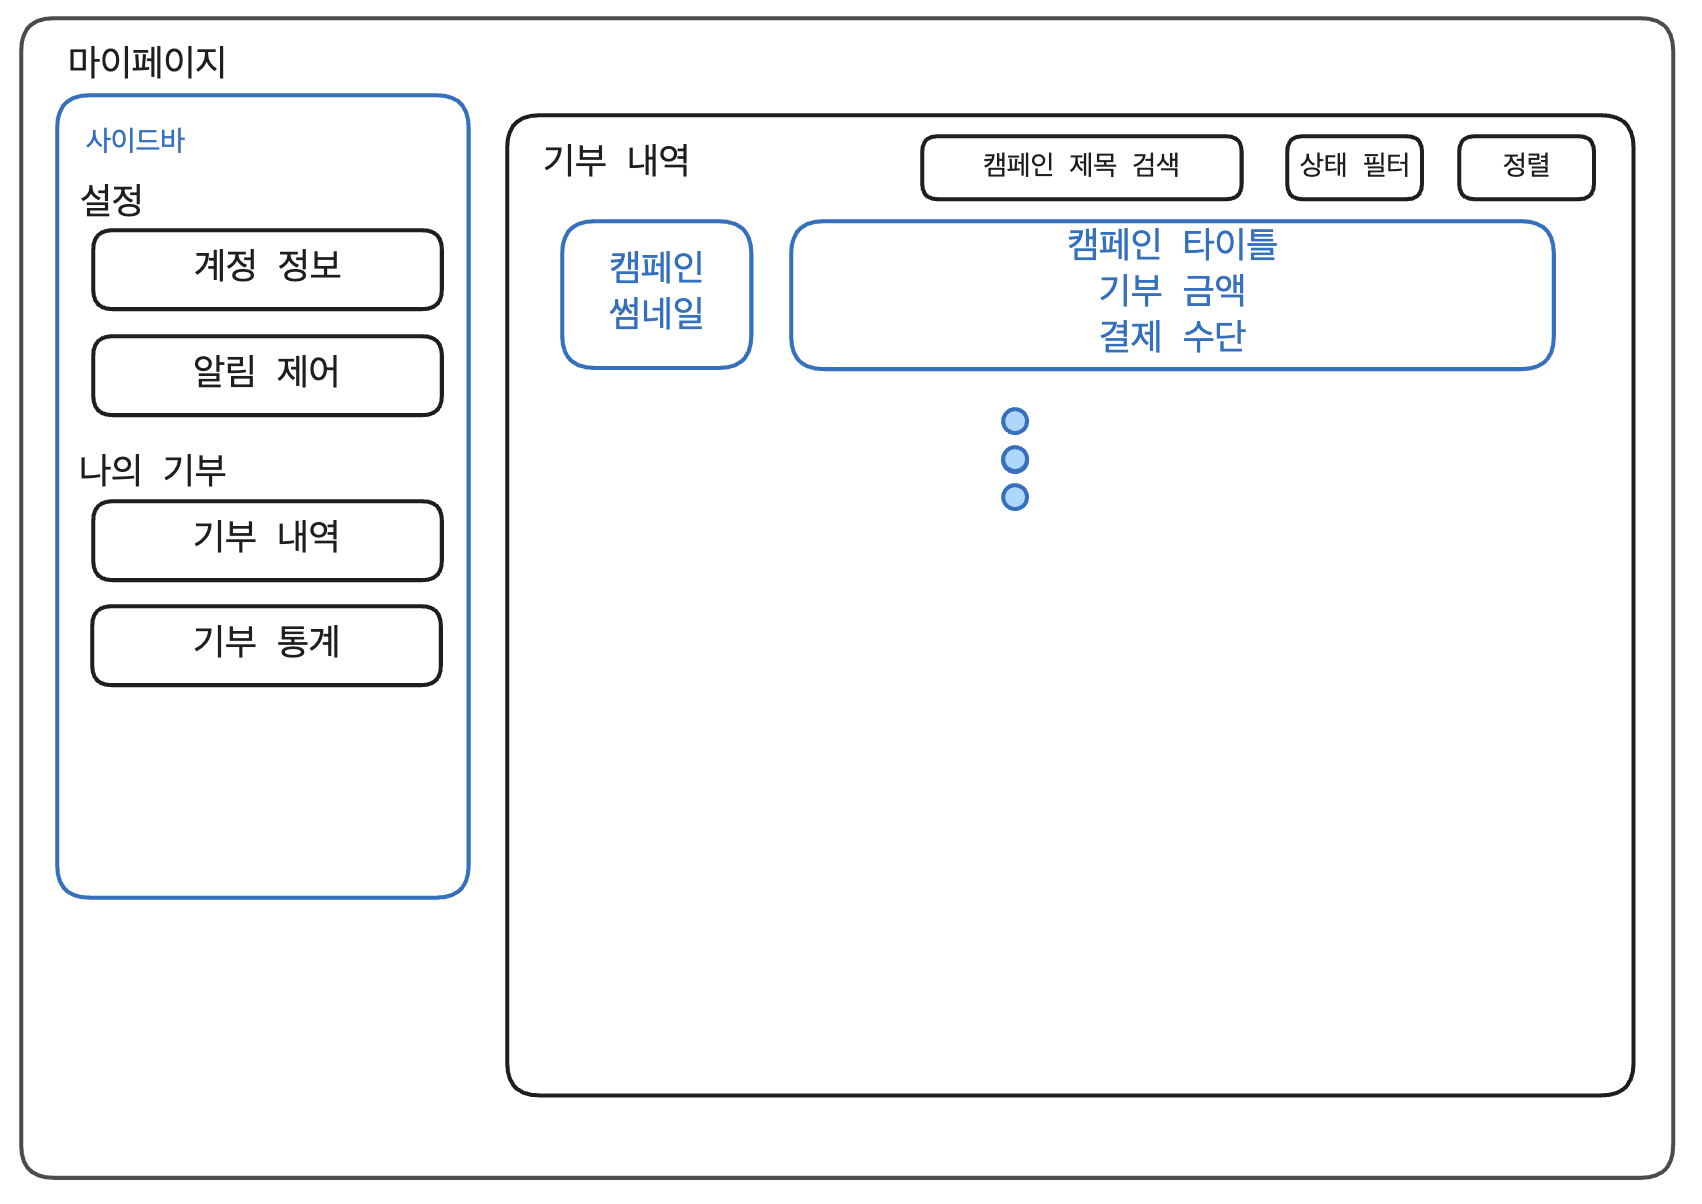 마이페이지
사이드바
설정
계정 정보
알림 제어
나의 기부
기부 내역
기부 통계
기부 내역
캠페인 제목 검색
상태 필터
정렬
캠페인
썸네일
캠페인 타이틀
기부 금액
결제 수단